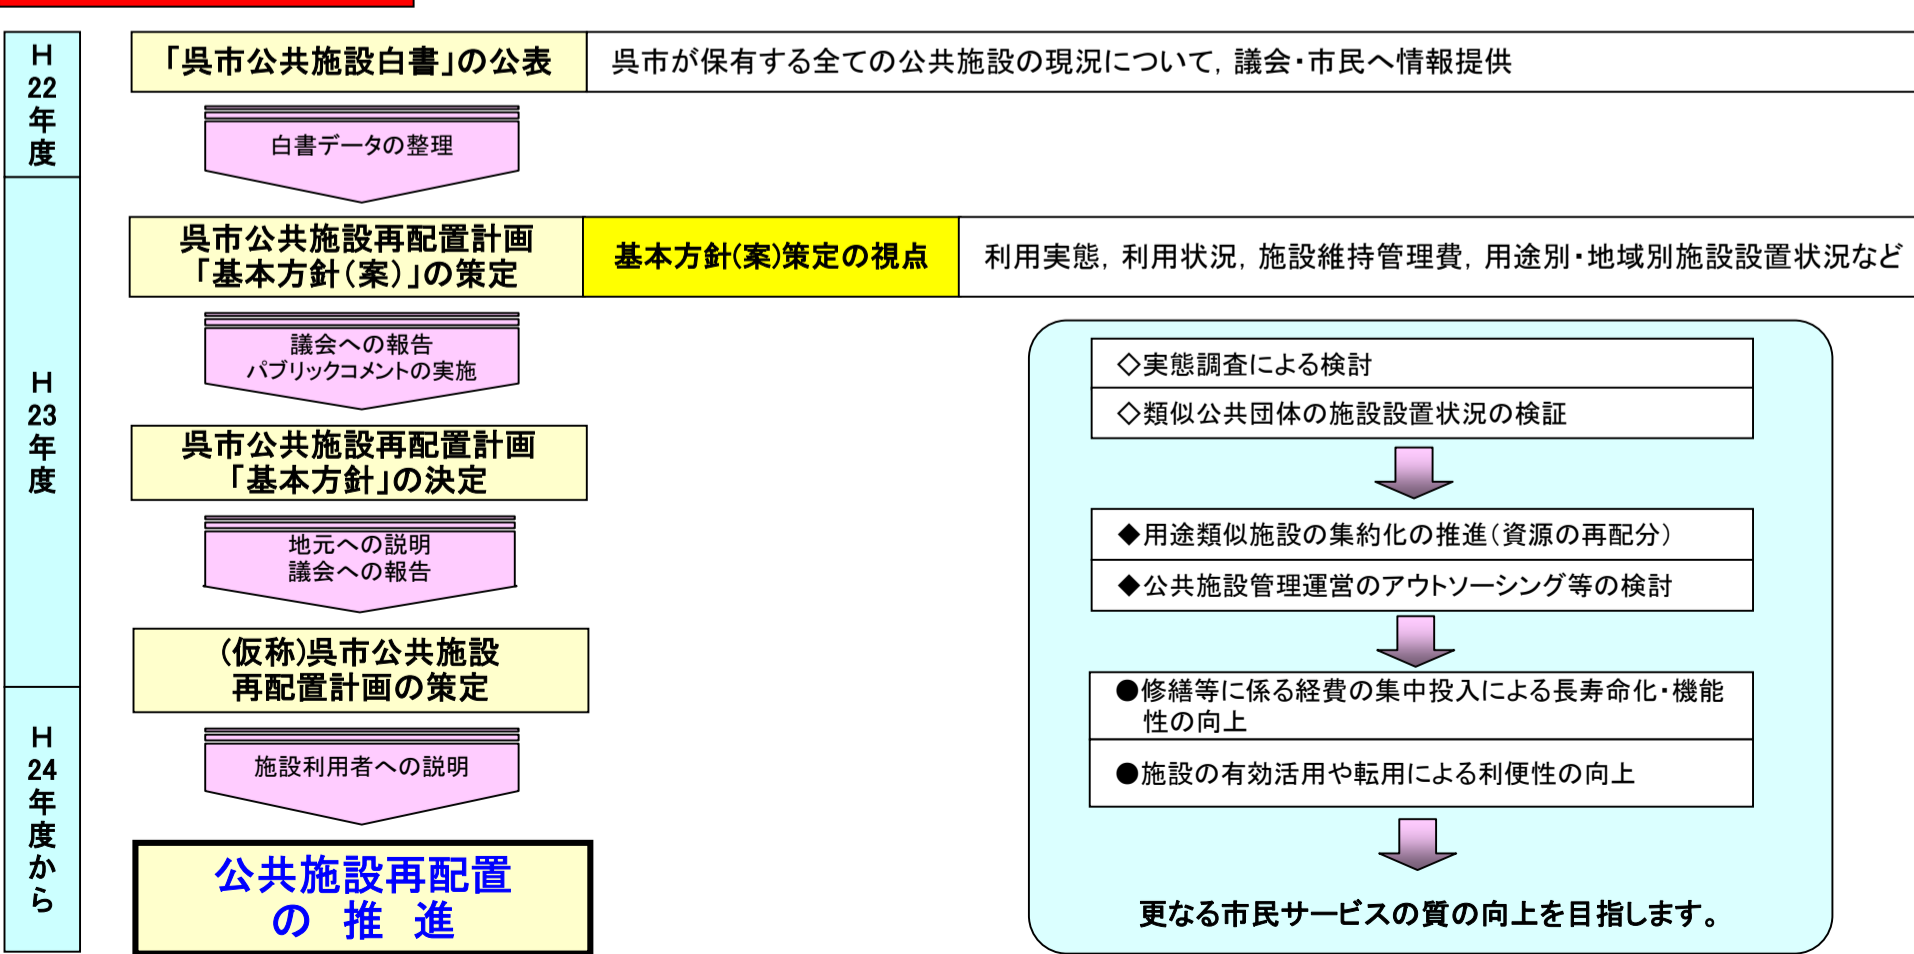 H
22
年
度
「呉市公共施設白書」の公表
呉市が保有する全ての公共施設の現況について，議会・市民へ情報提供
白書データの整理
H
23
年
度
呉市公共施設再配置計画
「基本方針（案）」の策定
基本方針(案)策定の視点
利用実態，利用状況，施設維持管理費，用途別・地域別施設設置状況など
議会への報告
パブリックコメントの実施
呉市公共施設再配置計画
「基本方針」の決定
地元への説明
議会への報告
(仮称)呉市公共施設
再配置計画の策定
H
24
年
度
か
ら
施設利用者への説明
公共施設再配置
の 推 進
◇実態調査による検討
◇類似公共団体の施設設置状況の検証
◆用途類似施設の集約化の推進（資源の再配分）
◆公共施設管理運営のアウトソーシング等の検討
●修繕等に係る経費の集中投入による長寿命化・機能
性の向上
●施設の有効活用や転用による利便性の向上
更なる市民サービスの質の向上を目指します。